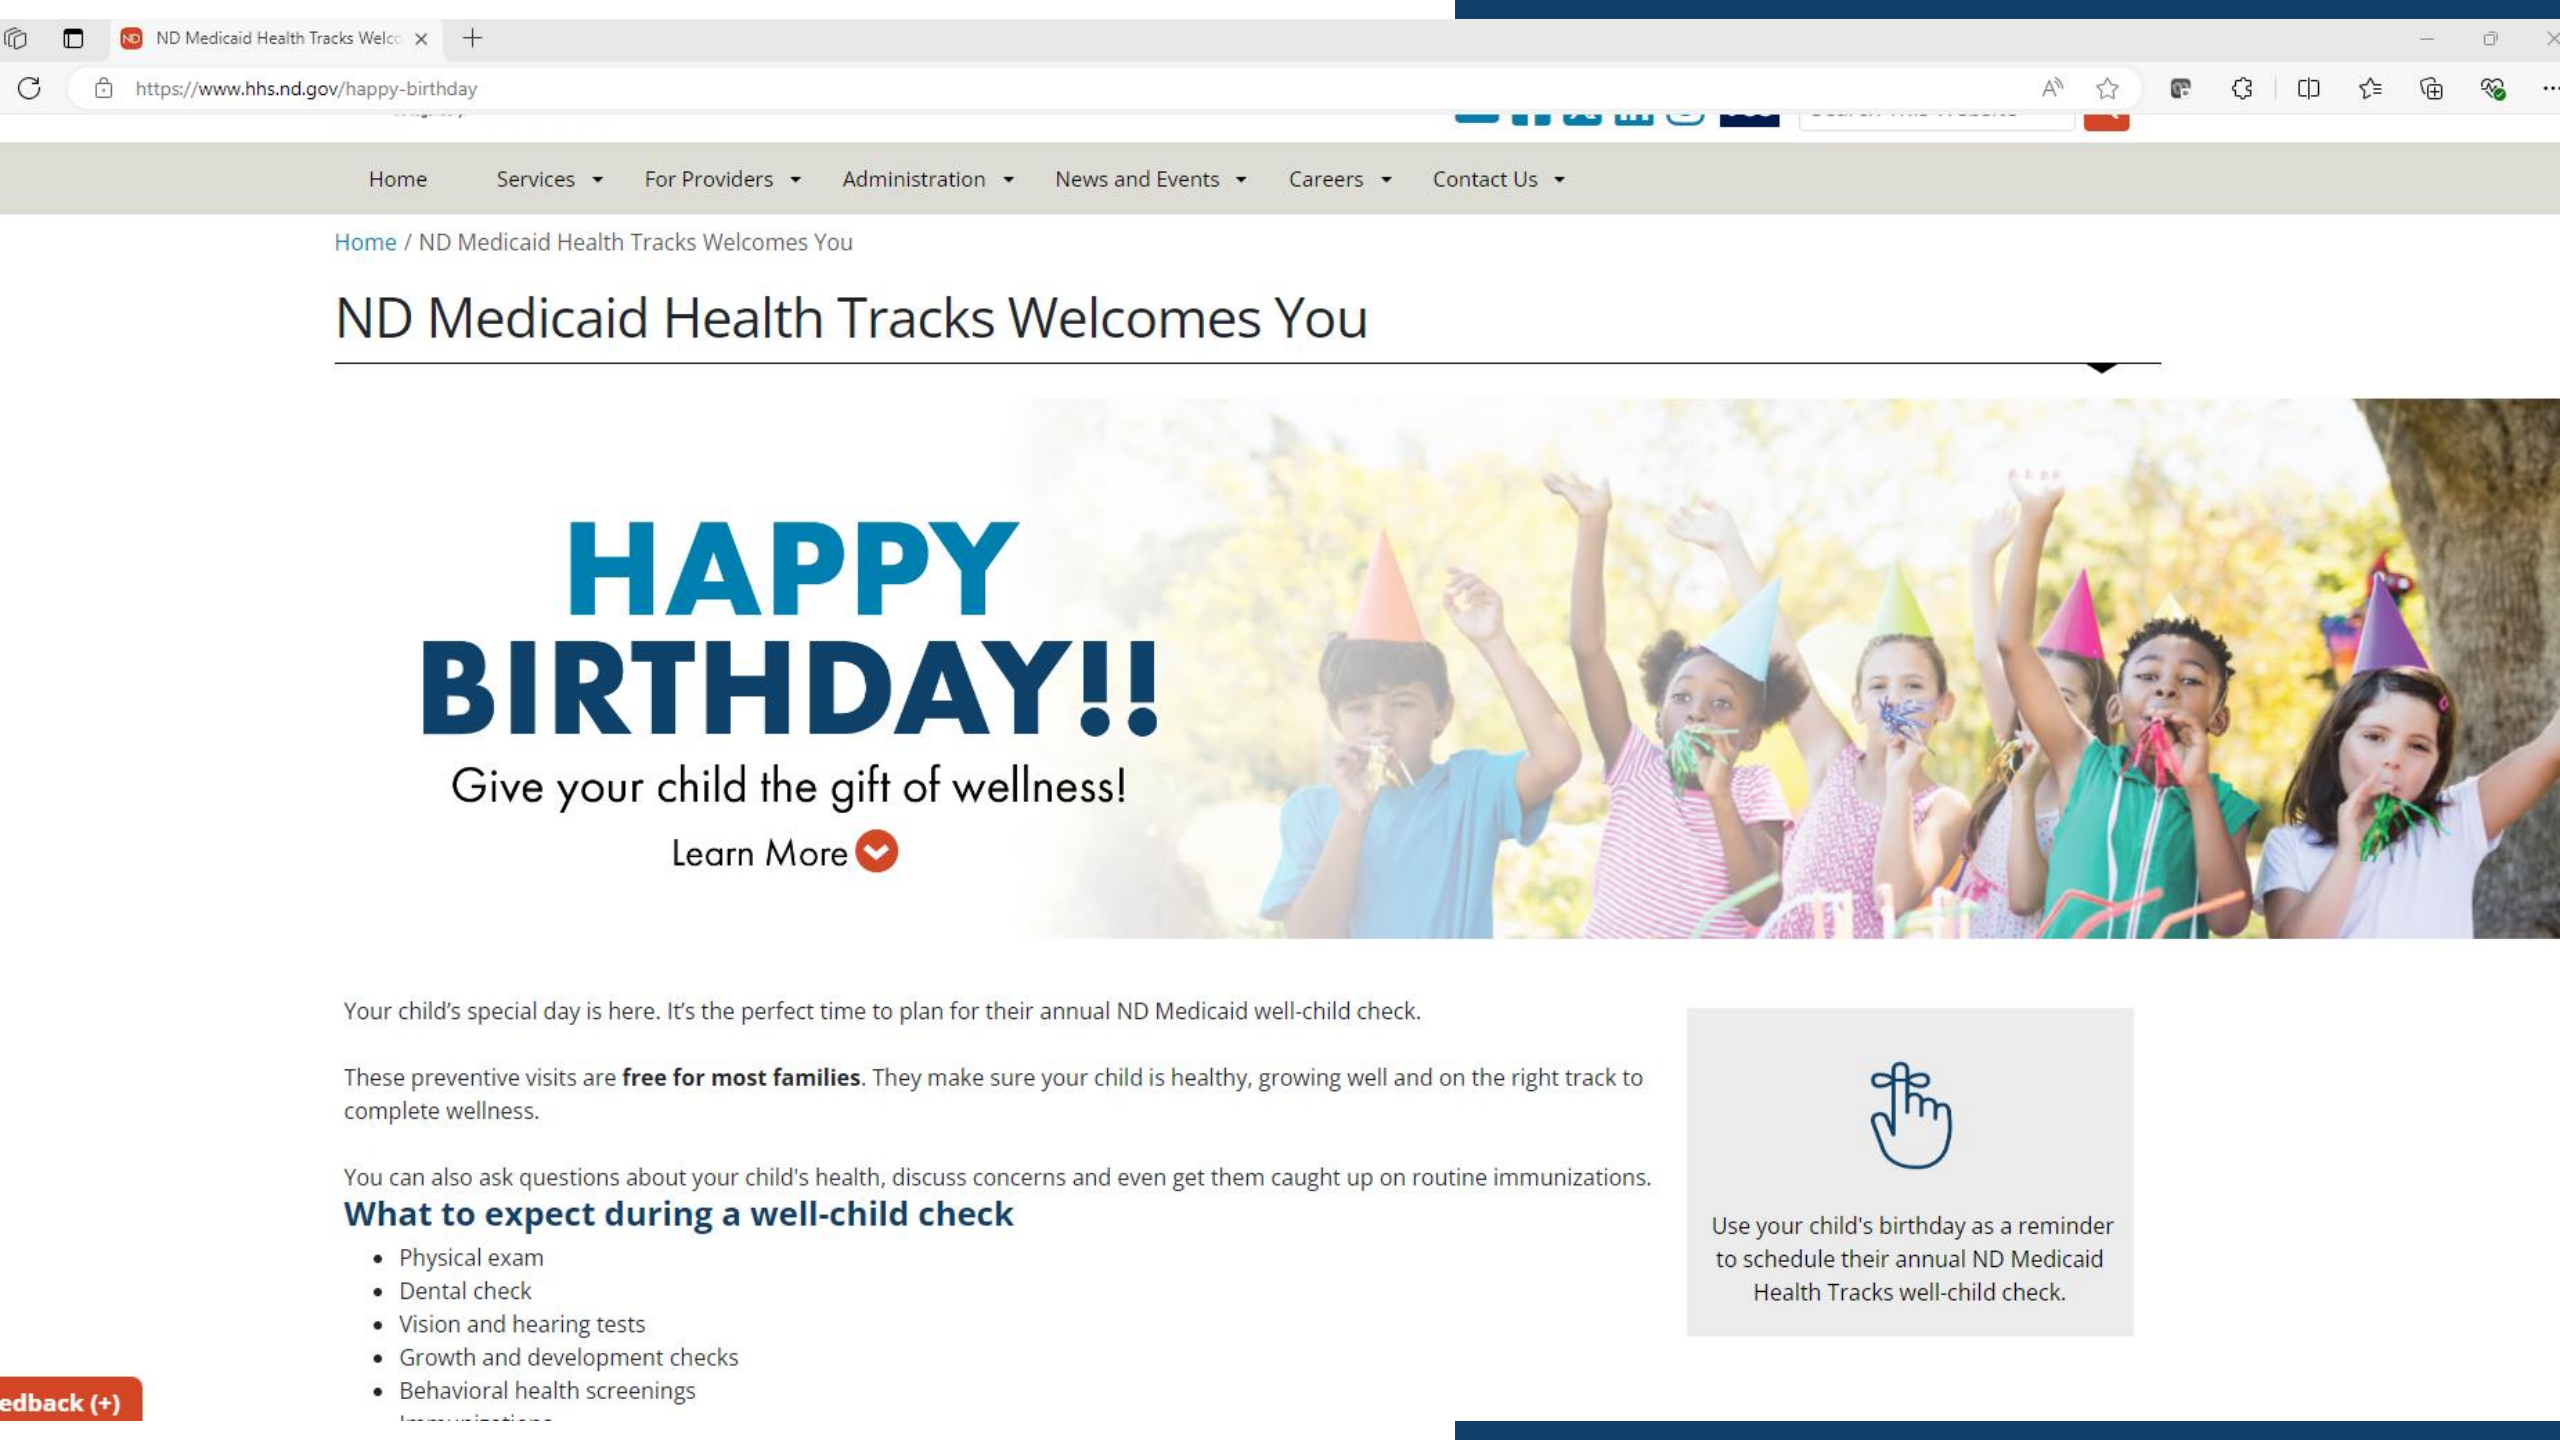 ND Medicaid Health Tracks Welc
https://www.hhs.nd.gov/happy-birthday
Home Services For Providers Administration News and Events Careers Contact Us
Home / ND Medicaid Health Tracks Welcomes You
ND Medicaid Health Tracks Welcomes You
HAPPY
BIRTHDAY!!
Give your child the gift of wellness!
Learn More
Your child’s special day is here. It’s the perfect time to plan for their annual ND Medicaid well-child check.
These preventive visits are free for most families. They make sure your child is healthy, growing well and on the right track to
complete wellness.
You can also ask questions about your child's health, discuss concerns and even get them caught up on routine immunizations.
What to expect during a well-child check
• Physical exam
• Dental check
• Vision and hearing tests
• Growth and development checks
• Behavioral health screenings
Use your child's birthday as a reminder
to schedule their annual ND Medicaid
Health Tracks well-child check.
edback (+)